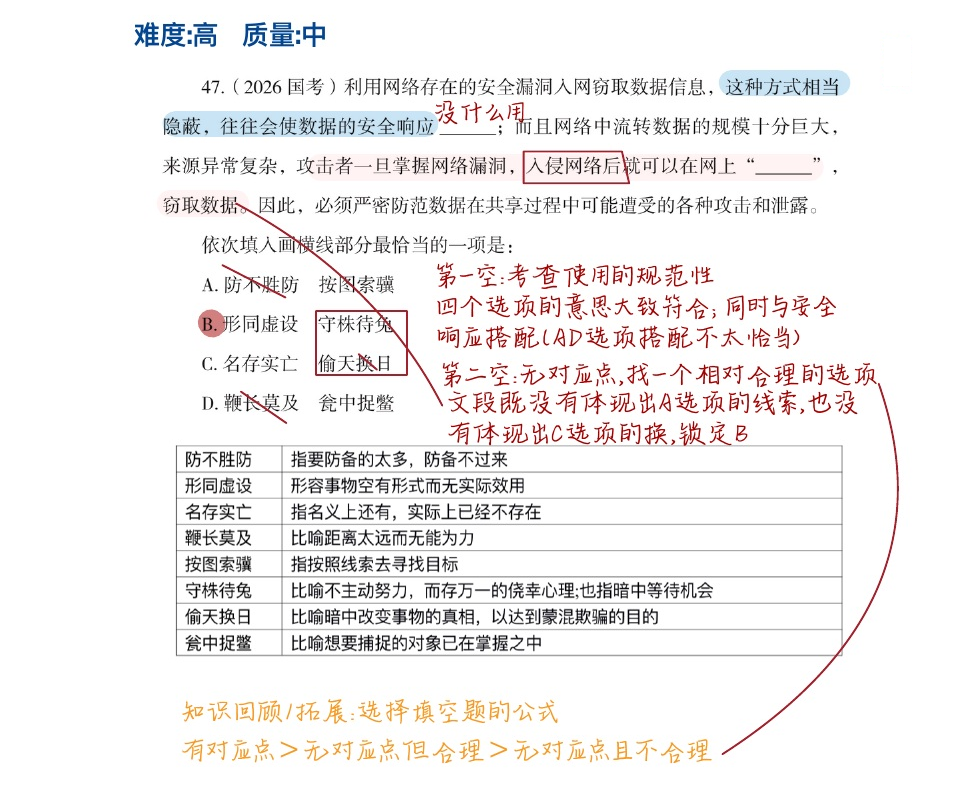 难度:高 质量:中
47.（2026 国考）利用网络存在的安全漏洞入网窃取数据信息，这种方式相当
没什么用
隐蔽，往往会使数据的安全响应______；而且网络中流转数据的规模十分巨大，
来源异常复杂，攻击者一旦掌握网络漏洞，入侵网络后就可以在网上“______”，
窃取数据。因此，必须严密防范数据在共享过程中可能遭受的各种攻击和泄露。
依次填入画横线部分最恰当的一项是：
A. 防不胜防 按图索骥
B. 形同虚设 守株待兔
C. 名存实亡 偷天换日
D. 鞭长莫及 瓮中捉鳖
第一空:考查使用的规范性
四个选项的意思大致符合;同时与安全
响应搭配(AD选项搭配不太恰当)
第二空:无对应点,找一个相对合理的选项
文段既没有体现出A选项的线索,也没
有体现出C选项的换,锁定B
防不胜防 指要防备的太多，防备不过来
形同虚设 形容事物空有形式而无实际效用
名存实亡 指名义上还有，实际上已经不存在
鞭长莫及 比喻距离太远而无能为力
按图索骥 指按照线索去寻找目标
守株待兔 比喻不主动努力，而存万一的侥幸心理;也指暗中等待机会
偷天换日 比喻暗中改变事物的真相，以达到蒙混欺骗的目的
瓮中捉鳖 比喻想要捕捉的对象已在掌握之中
知识回顾/拓展:选择填空题的公式
有对应点>无对应点但合理>无对应点且不合理